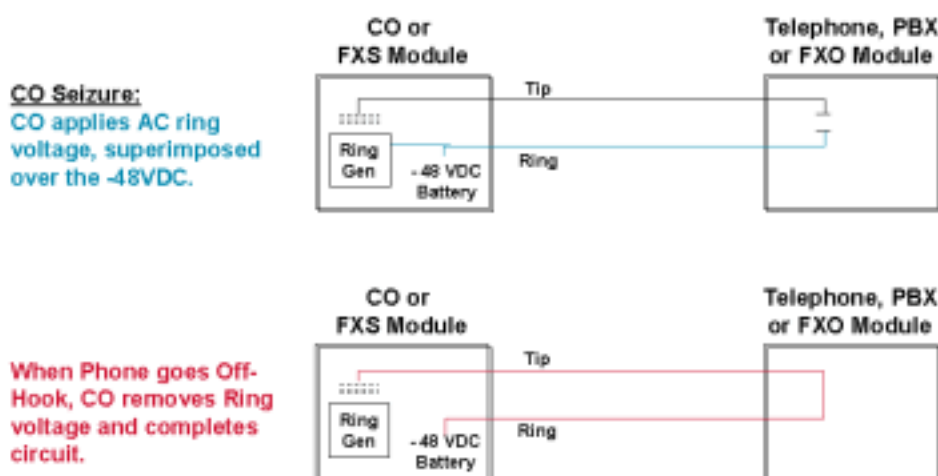 CO or
FXS Module
Telephone, PBX
or FXO Module
CO Seizure:
CO applies AC ring
voltage, superimposed
over the -48VDC.
Tip
Ring
Gen
Ring
- 48 VDC
Battery
CO or
FXS Module
Telephone, PBX
or FXO Module
When Phone goes Off-
Hook, CO removes Ring
voltage and completes
circuit.
Tip
Ring
Gen
Ring
- 48 VDC
Battery